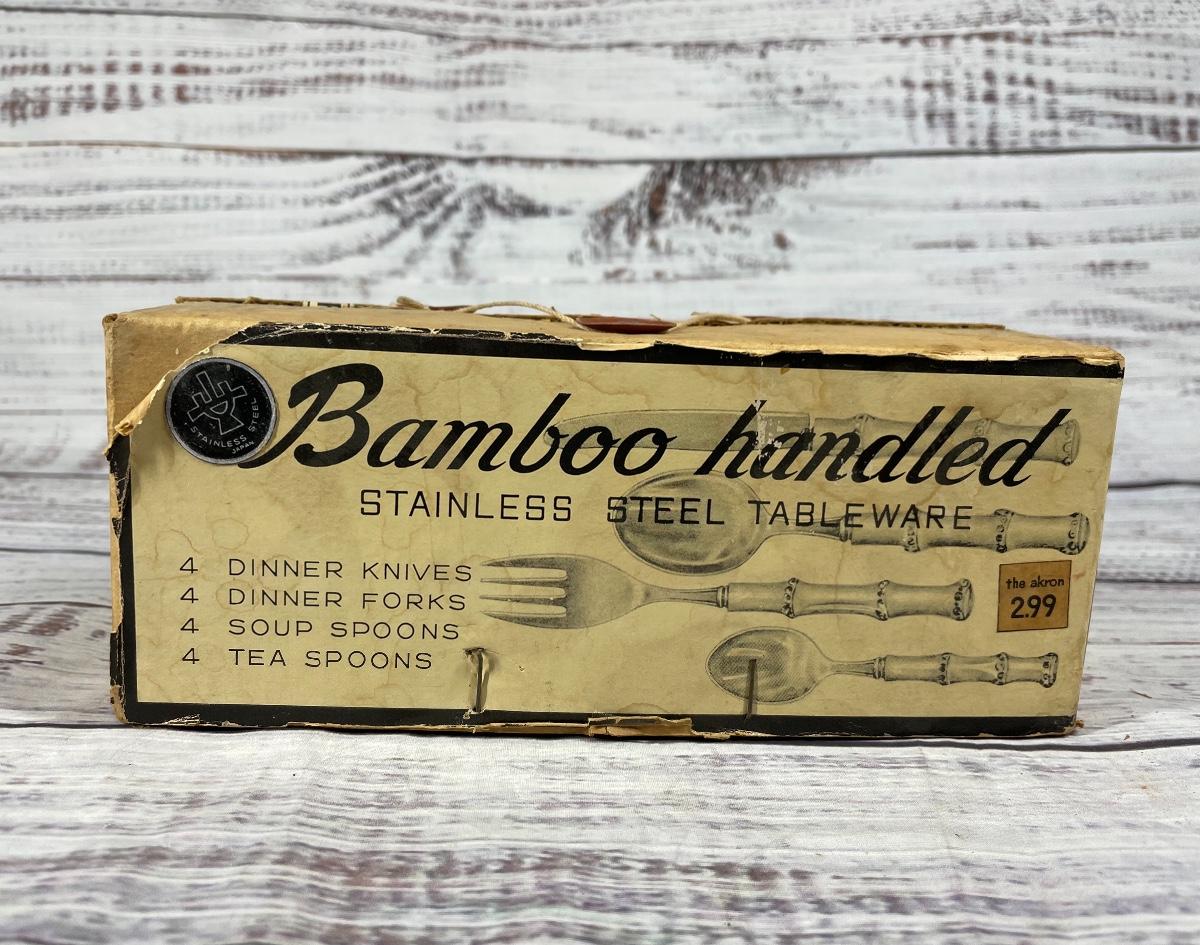 Bamboo handled
STAINLESS STEEL TABLEWARE
STAINLESS STEEL
JAPAN
4 DINNER KNIVES
4 DINNER FORKS
4 SOUP SPOONS
4 TEA SPOONS
the akron
2.99